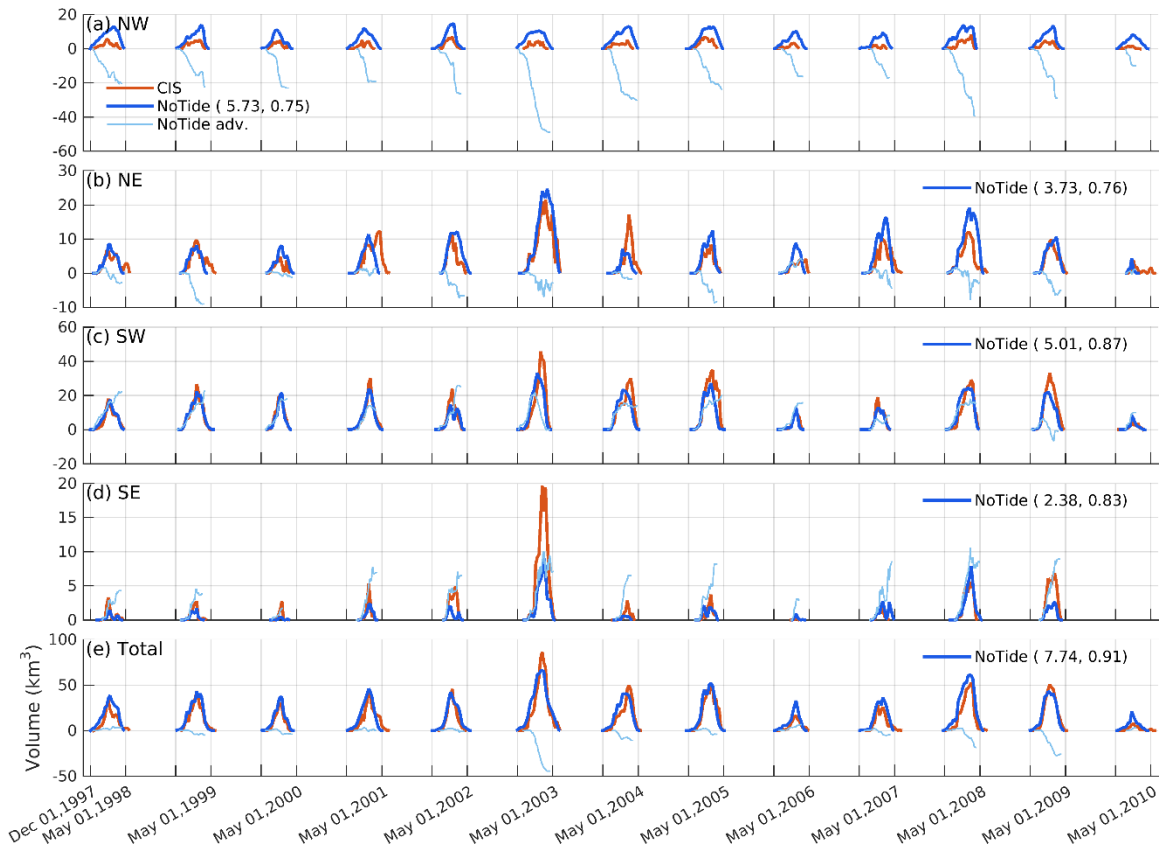 (a) NW
20
0
-20
-40
-60
CIS
NoTide ( 5.73, 0.75)
NoTide adv.
(b) NE
30
20
10
0
-10
NoTide ( 3.73, 0.76)
(c) SW
60
40
20
0
-20
NoTide ( 5.01, 0.87)
(d) SE
20
15
10
5
0
NoTide ( 2.38, 0.83)
(e) Total
100
50
0
-50
NoTide ( 7.74, 0.91)
Volume (km³)
Dec 01,1997
May 01,1998
May 01,1999
May 01,2000
May 01,2001
May 01,2002
May 01,2003
May 01,2004
May 01,2005
May 01,2006
May 01,2007
May 01,2008
May 01,2009
May 01,2010